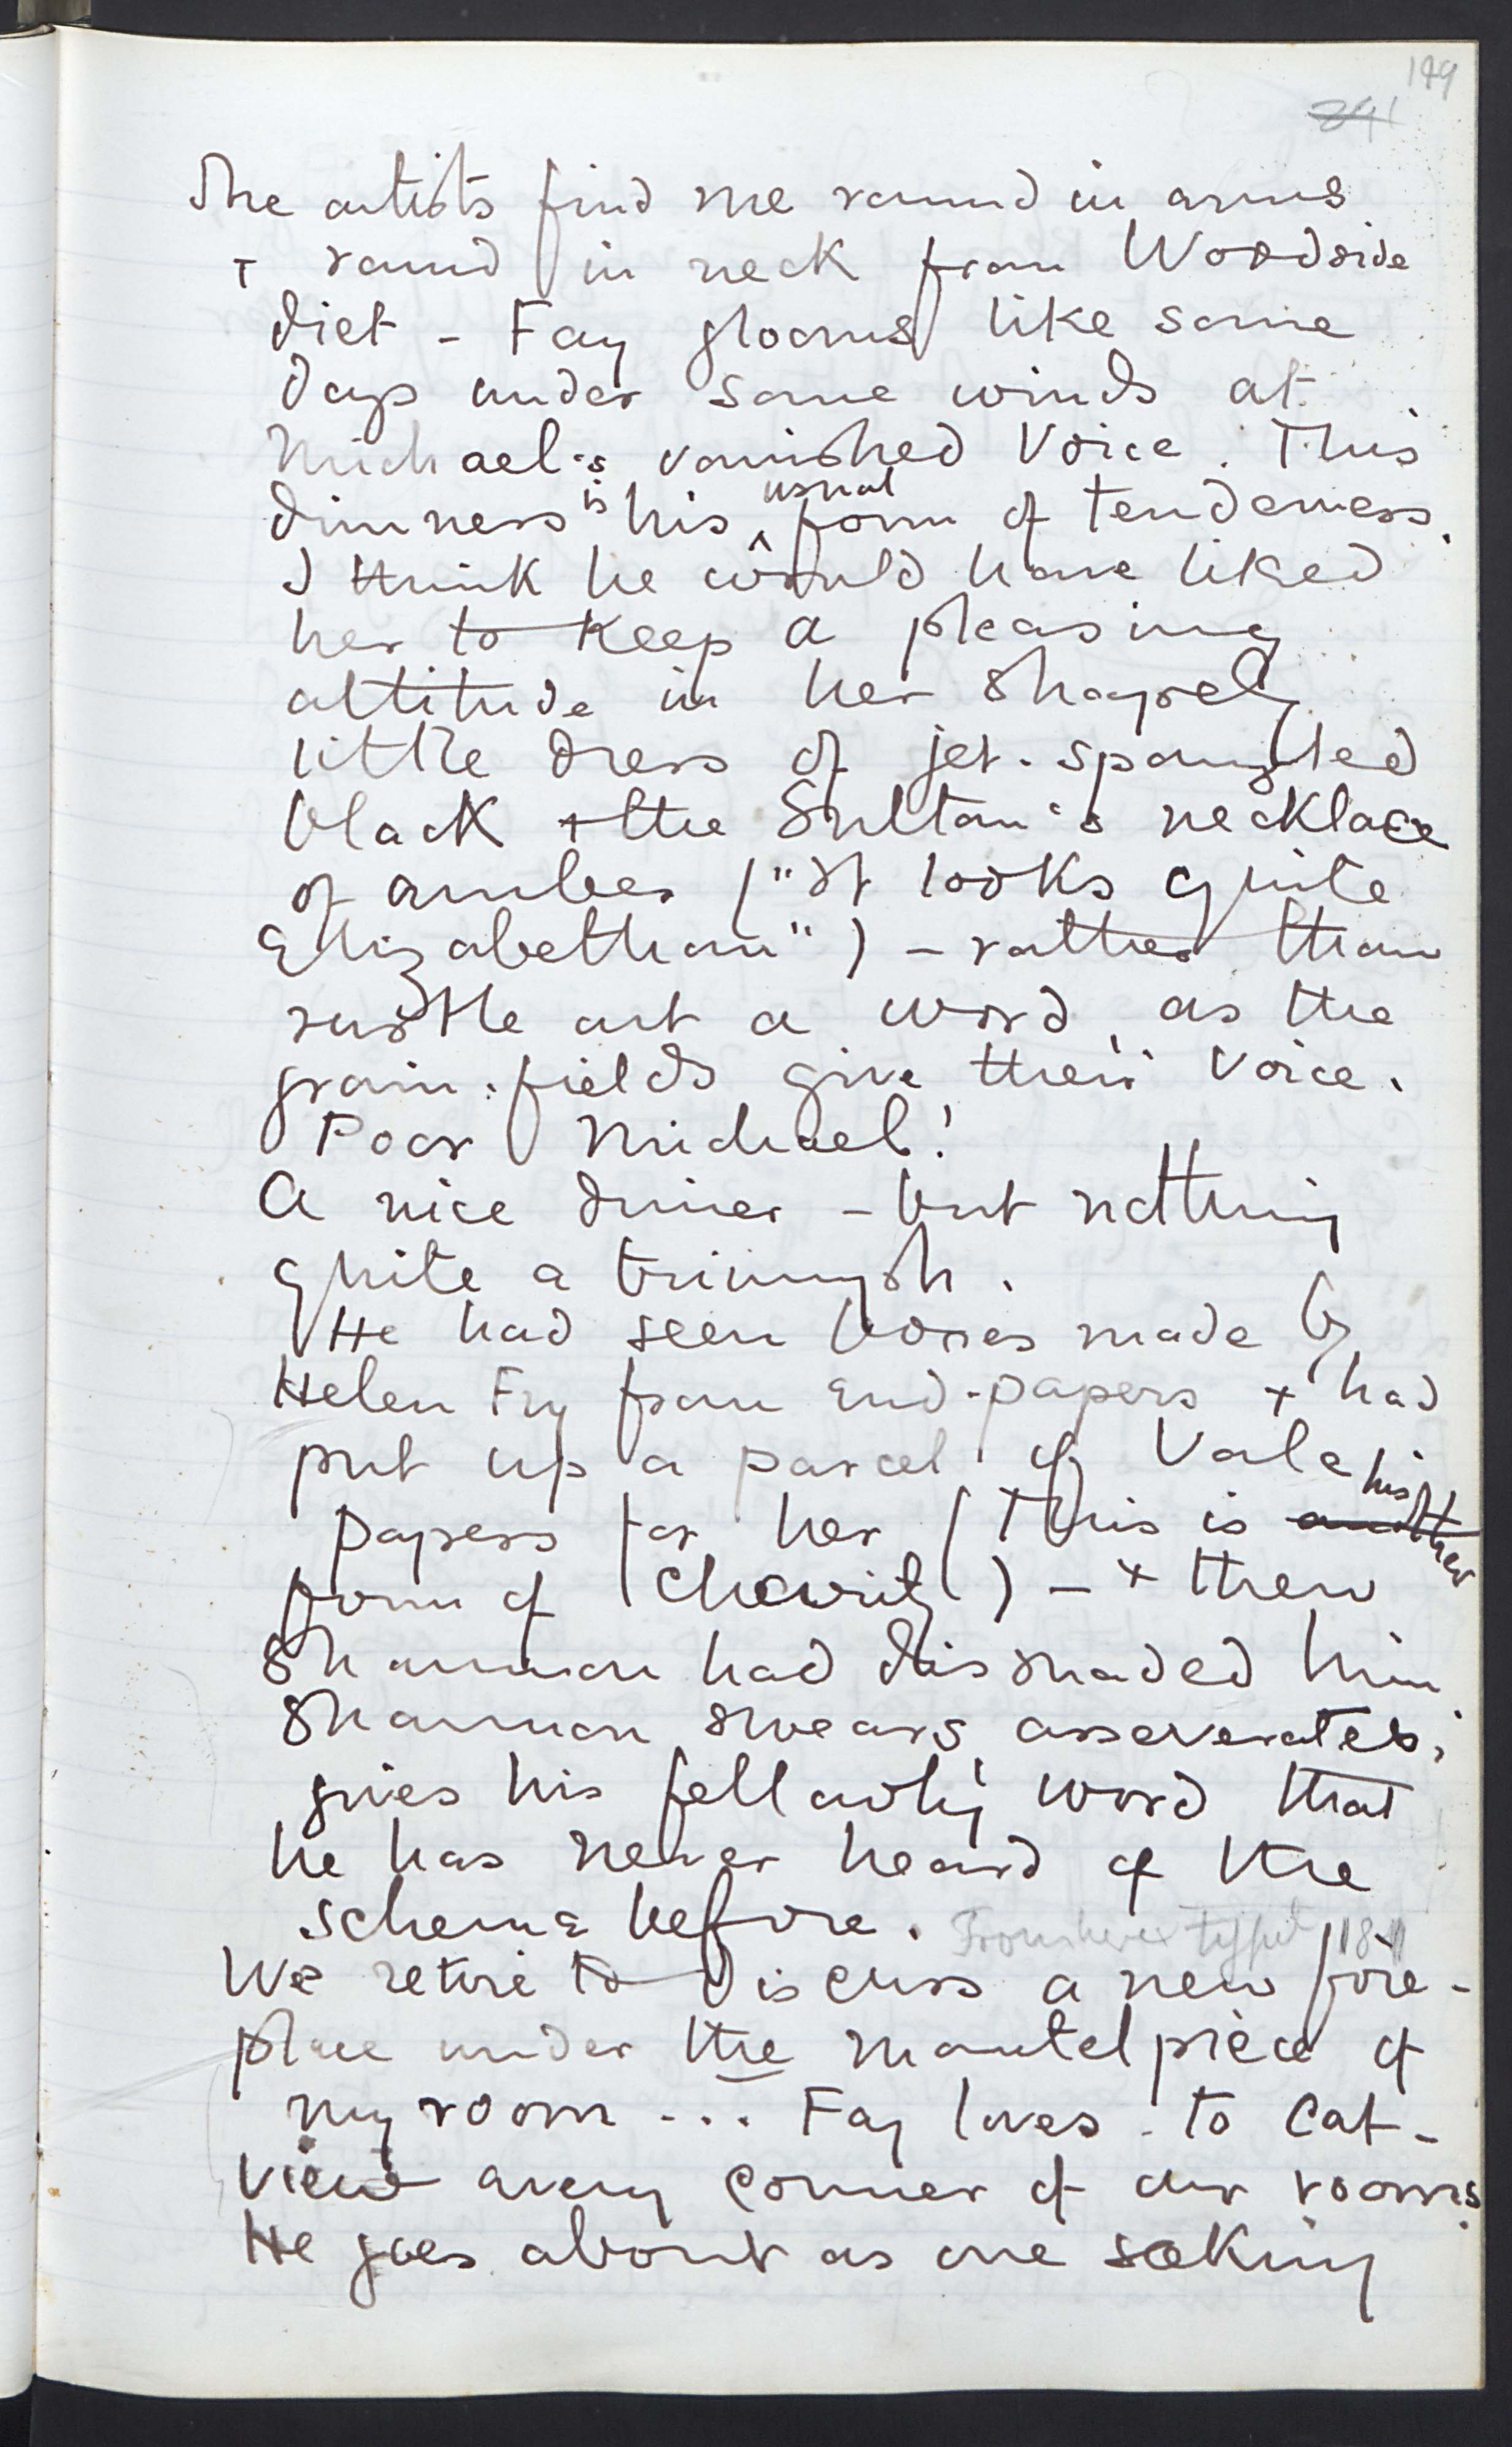 149
241
The artists find me round in arms
+ round in neck from Woodside
diet - Fay glooms like some
days under some winds at
Michael's vanished Voice. This
dimness is his usual form of tenderness.
I think he would have liked
her to keep a pleasing
attitude in her shapely
little dress of jet-spangled
black + the Sultan's necklace
of amber ("It looks quite
Elizabethan") - rather than
rustle out a word, as the
grain-fields give their Voice.
Poor Michael!
A nice dinner - but nothing
quite a triumph.
He had seen boxes made by
Helen Fry from End-papers + had
put up a parcel of Vale
papers for her (This is another his
form of Charity) - + then
Shannon had dissuaded him
Shannon swears, asseverates,
gives his fellowly word that
he has never heard of the
scheme before. From here 
We retire to Discuss a new fire-
place under the mantelpiece of
my room ... Fay loves to Cat-
view every corner of our rooms.
He goes about as one seeking